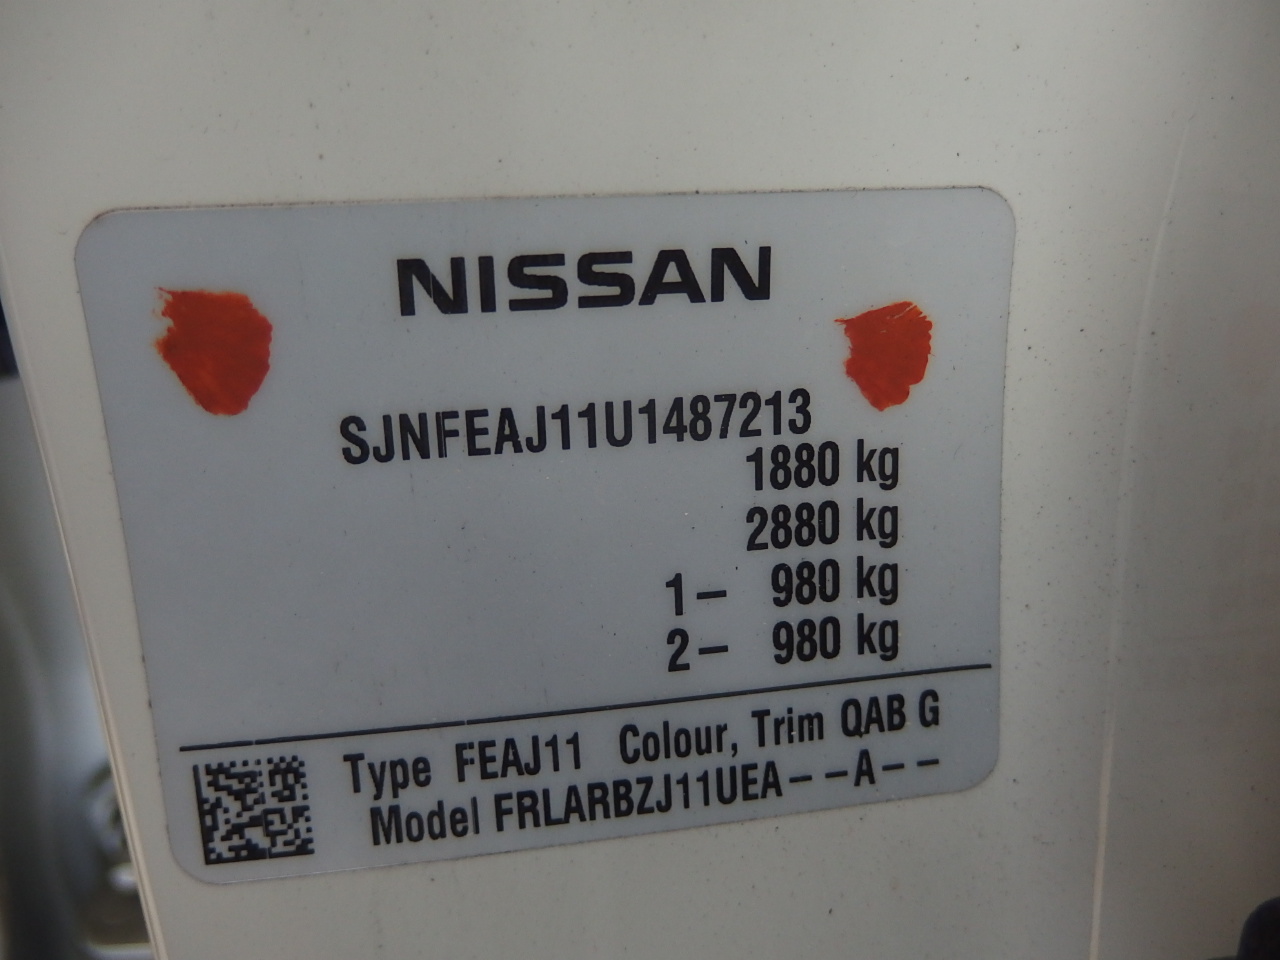 NISSAN
SJNFEAJ11U1487213
1880 kg
2880 kg
1– 980 kg
2– 980 kg
Type FEAJ11 Colour, Trim QAB G
Model FRLARBZJ11UEA––A––